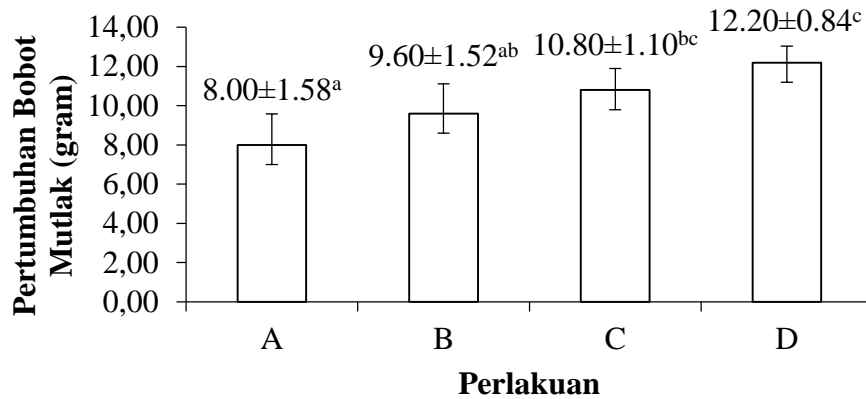 Pertumbuhan Bobot
Mutlak (gram)
14,00
12,00
10,00
8,00
6,00
4,00
2,00
0,00
8.00±1.58ᵃ
9.60±1.52ᵃᵇ
10.80±1.10ᵇᶜ
12.20±0.84ᶜ
A B C D
Perlakuan